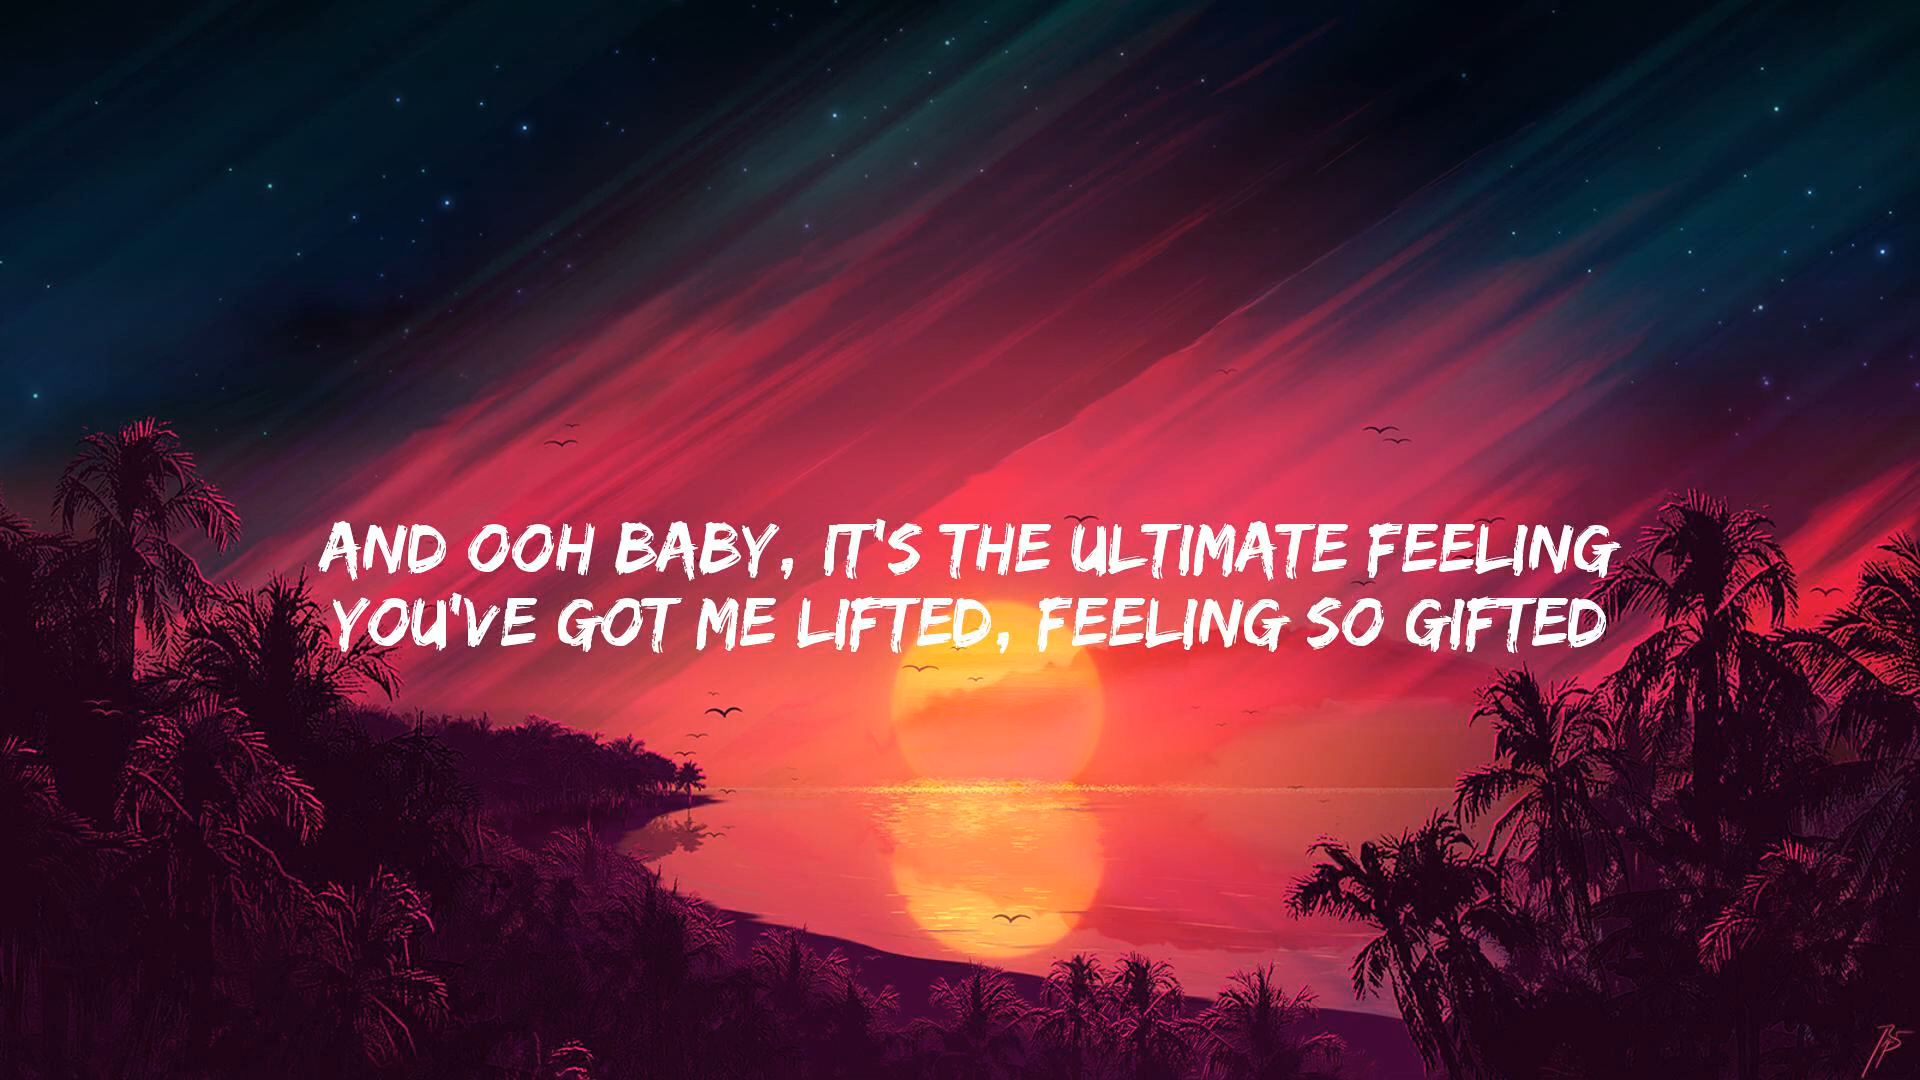 AND OOH BABY, IT'S THE ULTIMATE FEELING
YOU'VE GOT ME LIFTED, FEELING SO GIFTED